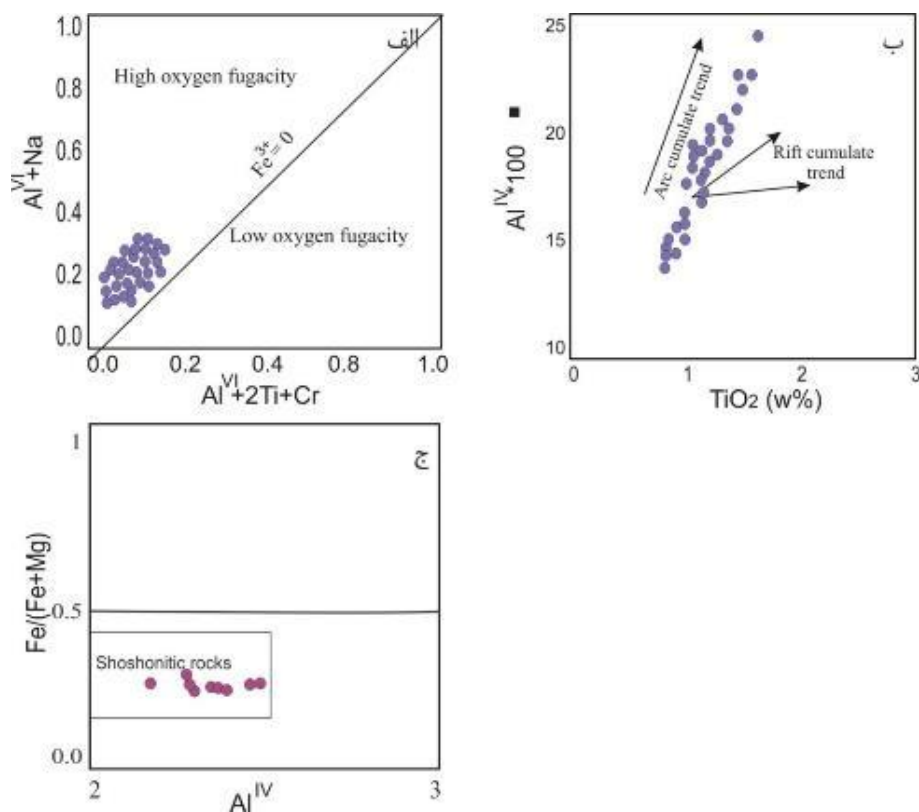 الف
1.0
0.8
0.6
0.4
0.2
0.0
Al^VI+Na
High oxygen fugacity
Fe^3+ = 0
Low oxygen fugacity
0.0 0.2 0.4 0.6 0.8 1.0
Al^VI+2Ti+Cr
ب
25
20
15
10
Al^IV*100
Arc cumulate trend
Rift cumulate
trend
0 1 2 3
TiO2 (w%)
ج
1
0.5
0.0
Fe/(Fe+Mg)
Shoshonitic rocks
2 3
Al^IV